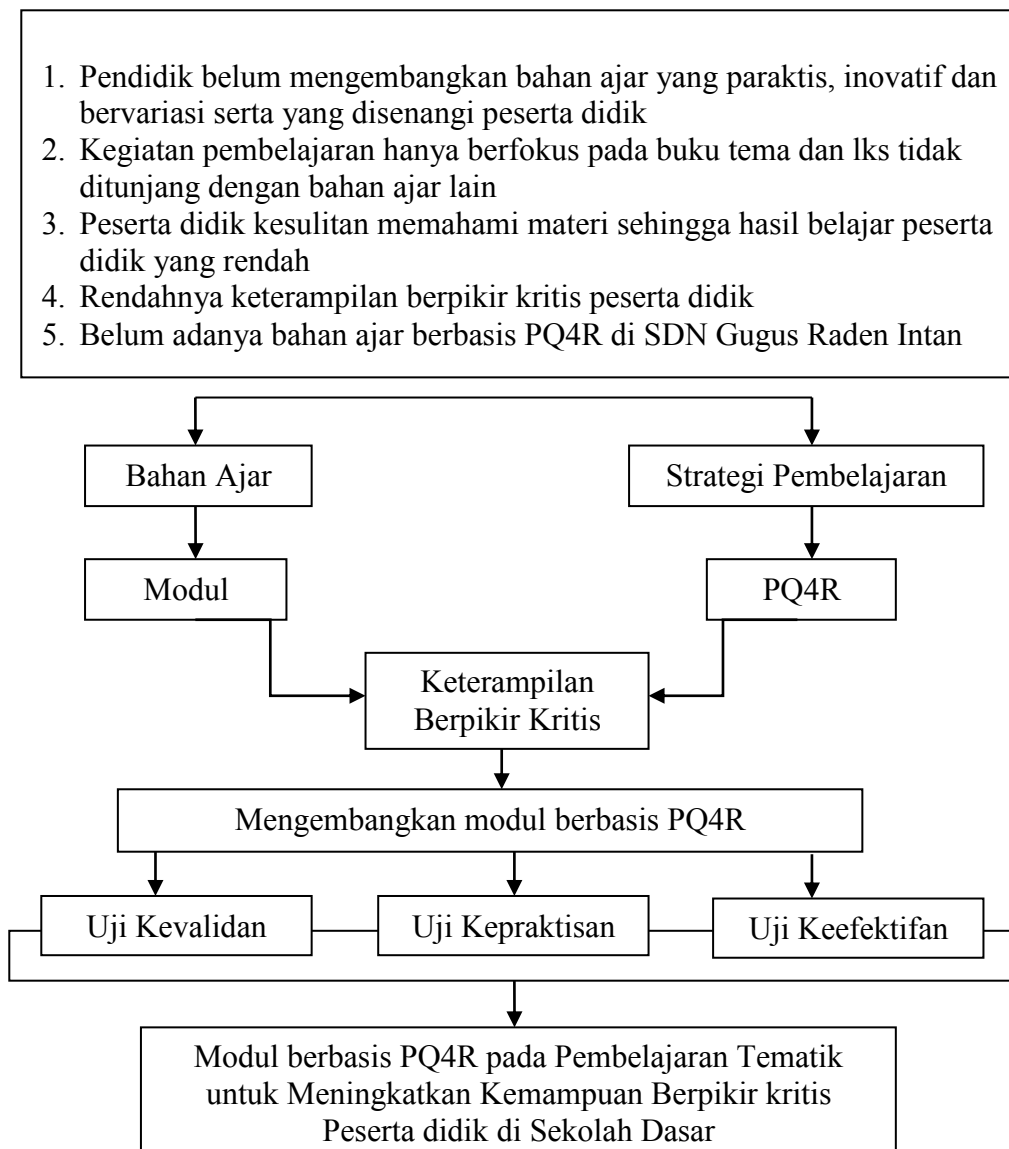 1. Pendidik belum mengembangkan bahan ajar yang paraktis, inovatif dan
bervariasi serta yang disenangi peserta didik
2. Kegiatan pembelajaran hanya berfokus pada buku tema dan lks tidak
ditunjang dengan bahan ajar lain
3. Peserta didik kesulitan memahami materi sehingga hasil belajar peserta
didik yang rendah
4. Rendahnya keterampilan berpikir kritis peserta didik
5. Belum adanya bahan ajar berbasis PQ4R di SDN Gugus Raden Intan
Bahan Ajar
Strategi Pembelajaran
Modul
PQ4R
Keterampilan
Berpikir Kritis
Mengembangkan modul berbasis PQ4R
Uji Kevalidan
Uji Kepraktisan
Uji Keefektifan
Modul berbasis PQ4R pada Pembelajaran Tematik
untuk Meningkatkan Kemampuan Berpikir kritis
Peserta didik di Sekolah Dasar